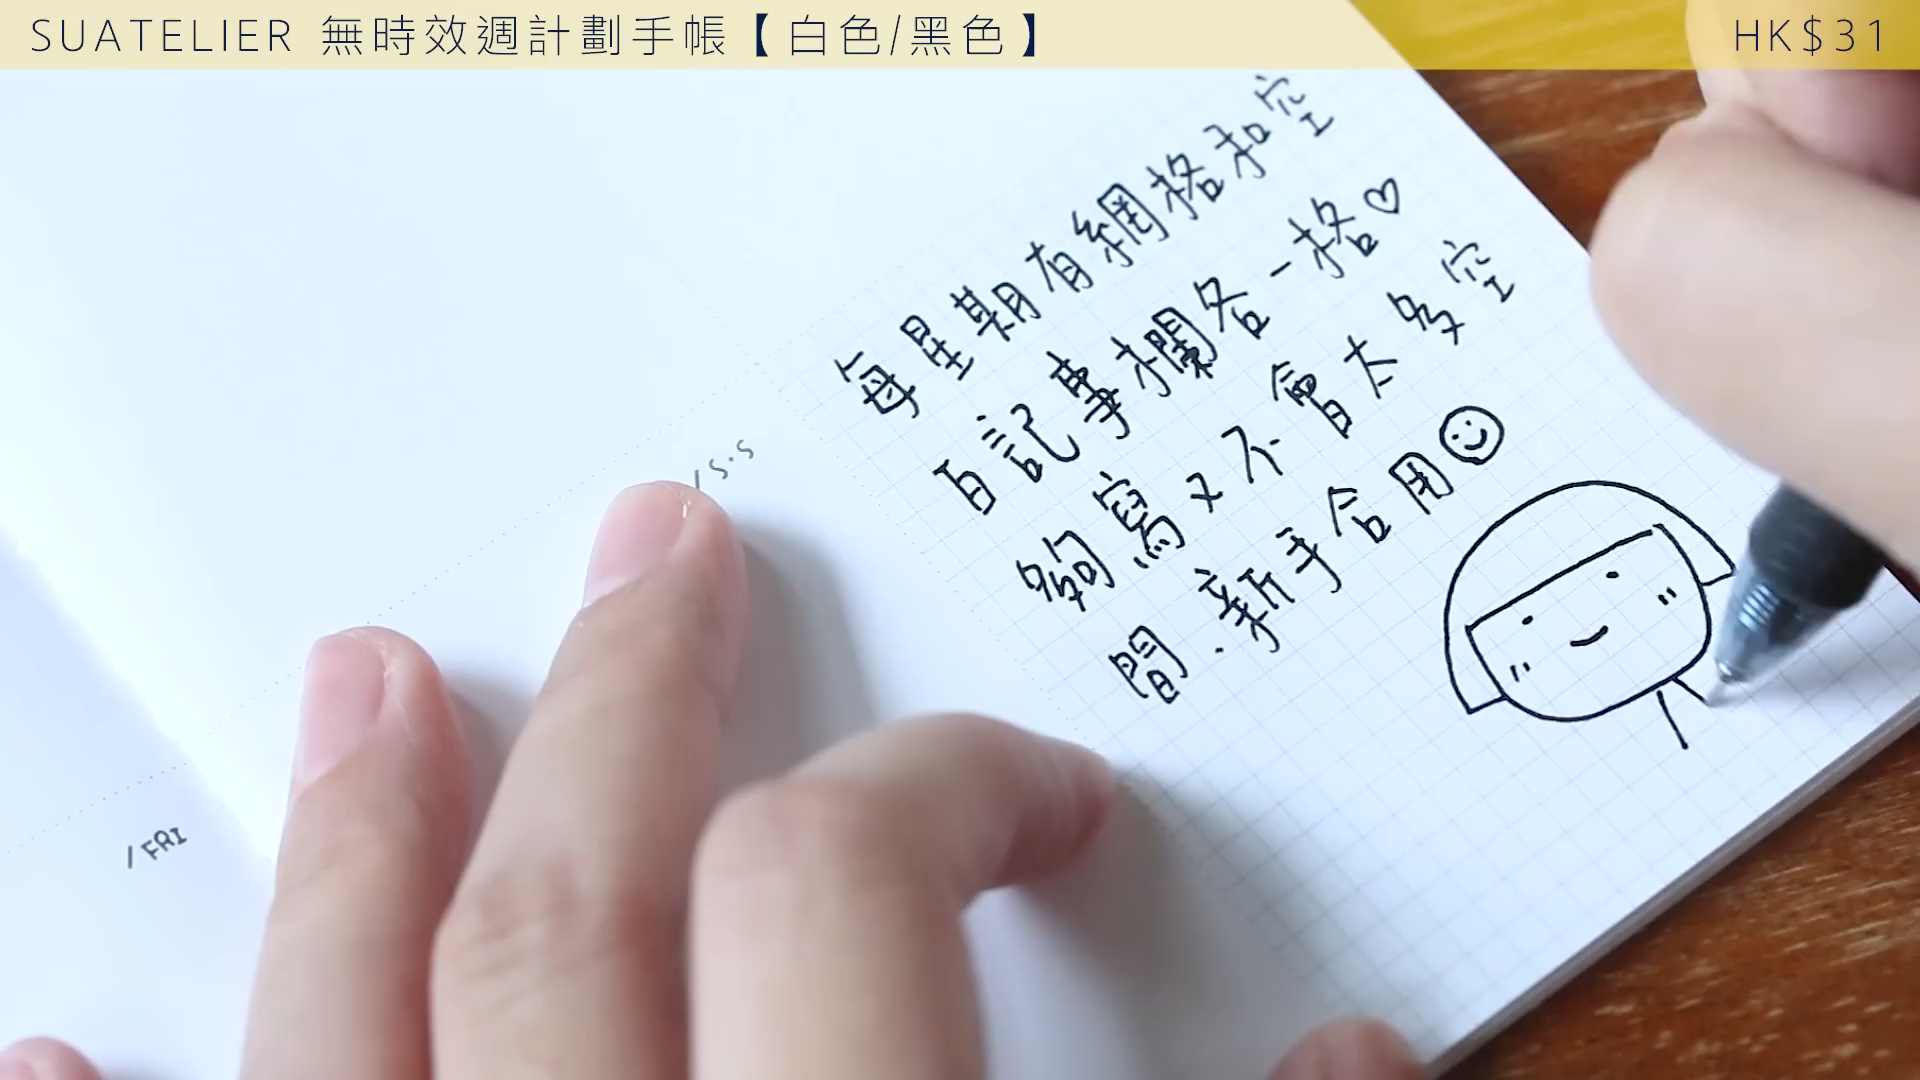 SUATELIER 無時效週計劃手帳【白色/黑色】
HK$31
每星期有網格和空
白記事欄各一格♡
夠寫又不會太多空
間.新手合用☺
/ S·S
/ FRI